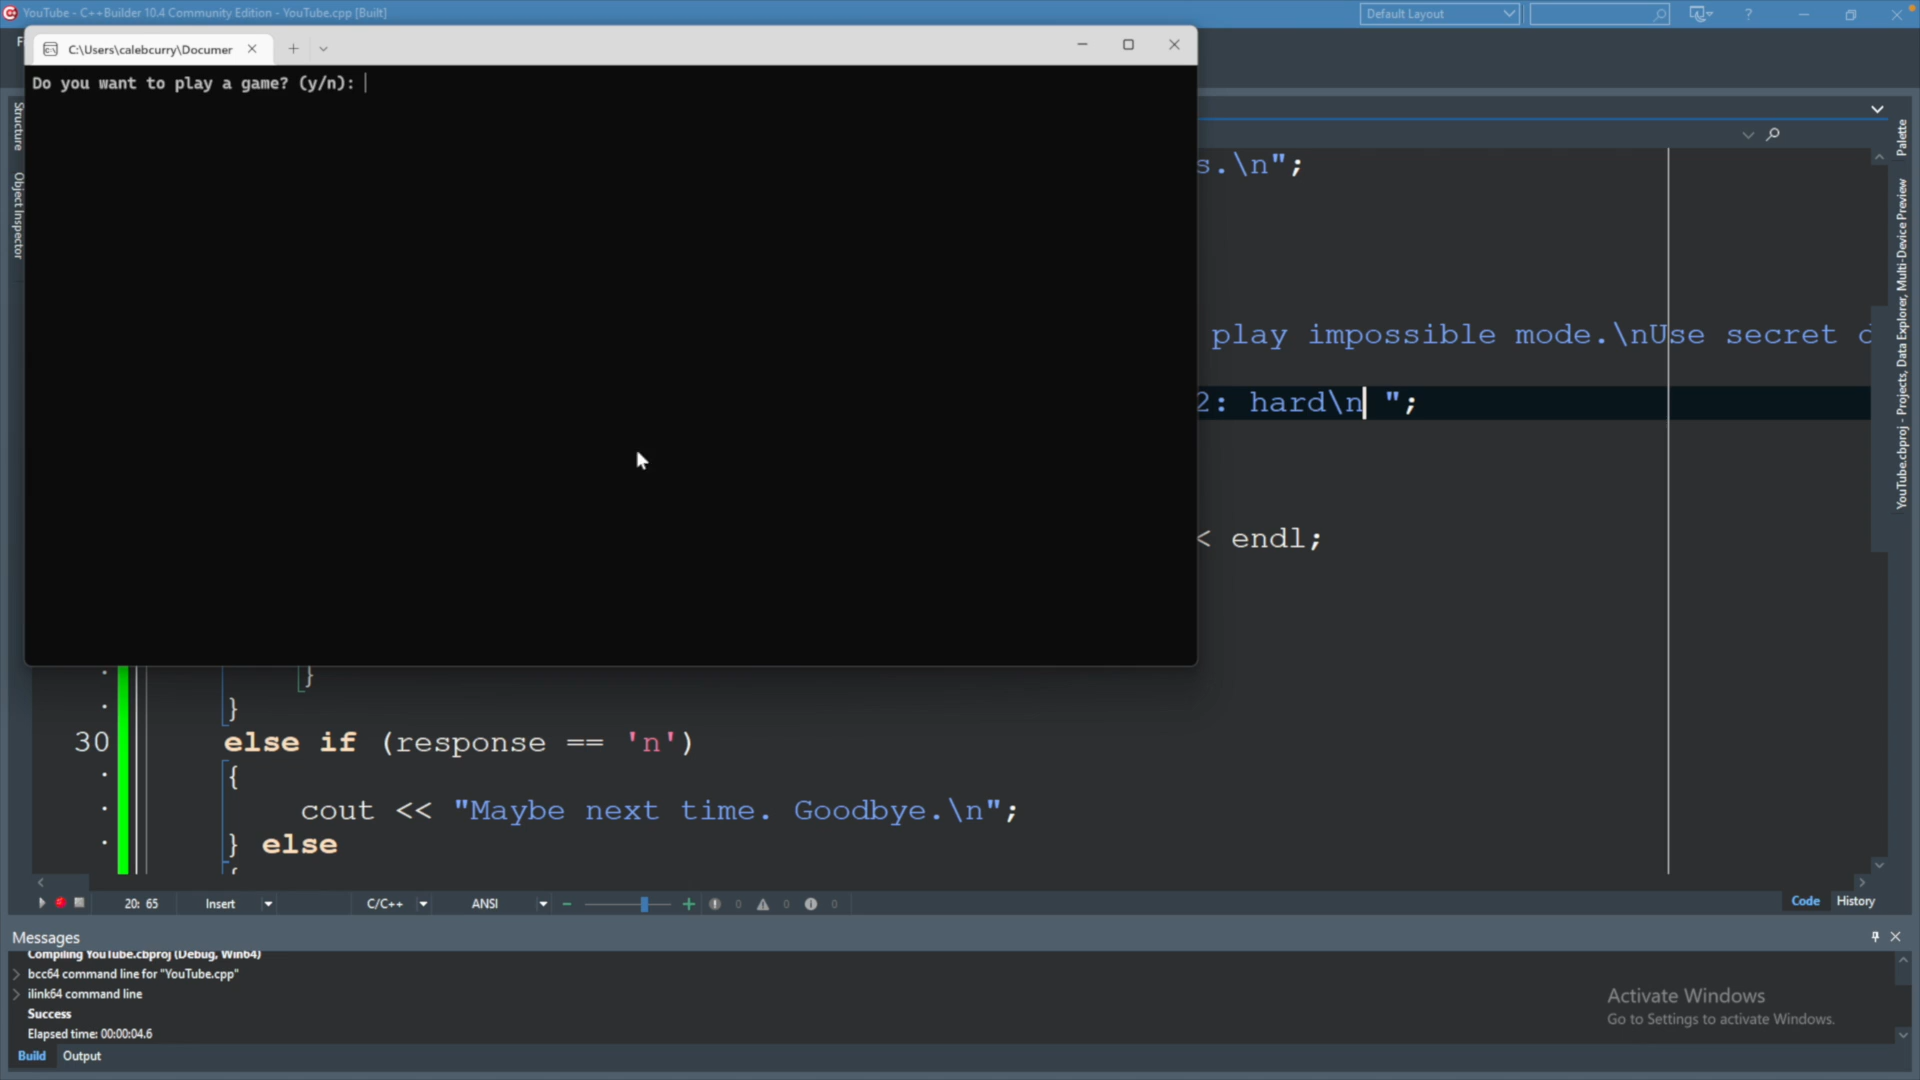 YouTube - C++Builder 10.4 Community Edition - YouTube.cpp [Built]
Default Layout
?
C:\Users\calebcurry\Documer
Do you want to play a game? (y/n):
Structure
Object Inspector
Palette
YouTube.cbproj - Projects, Data Explorer, Multi-Device Preview
s.\n";
play impossible mode.\nUse secret
2: hard\n ";
< endl;
}
}
30 else if (response == 'n')
{
cout << "Maybe next time. Goodbye.\n";
} else
{
20: 65 Insert C/C++ ANSI 0 0 0
Code History
Messages
Compiling YouTube.cbproj (Debug, Win64)
bcc64 command line for "YouTube.cpp"
ilink64 command line
Success
Elapsed time: 00:00:04.6
Build Output
Activate Windows
Go to Settings to activate Windows.